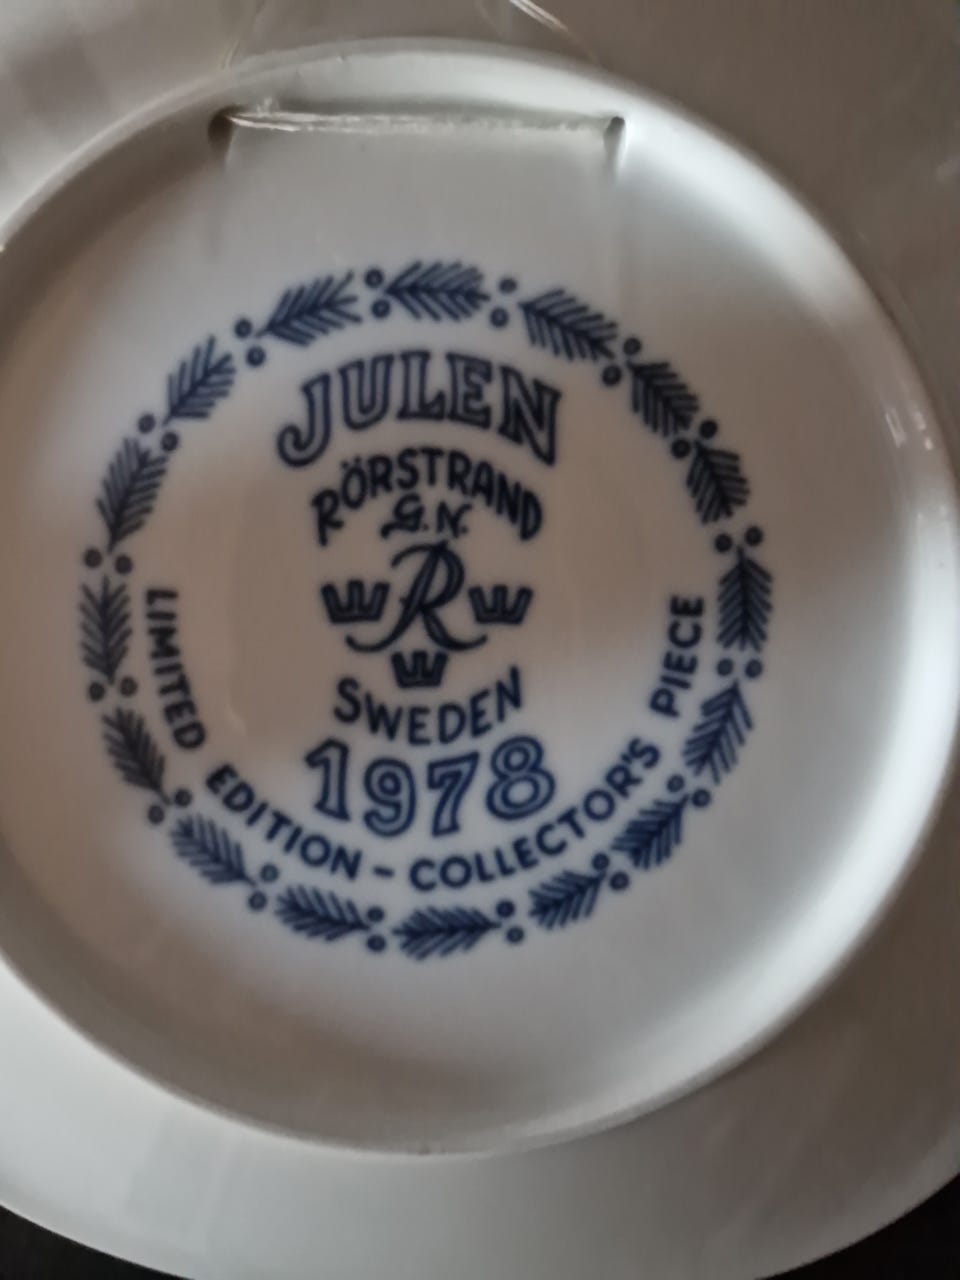 JULEN
RÖRSTRAND
G.N.
R
SWEDEN
1978
LIMITED EDITION - COLLECTOR'S PIECE